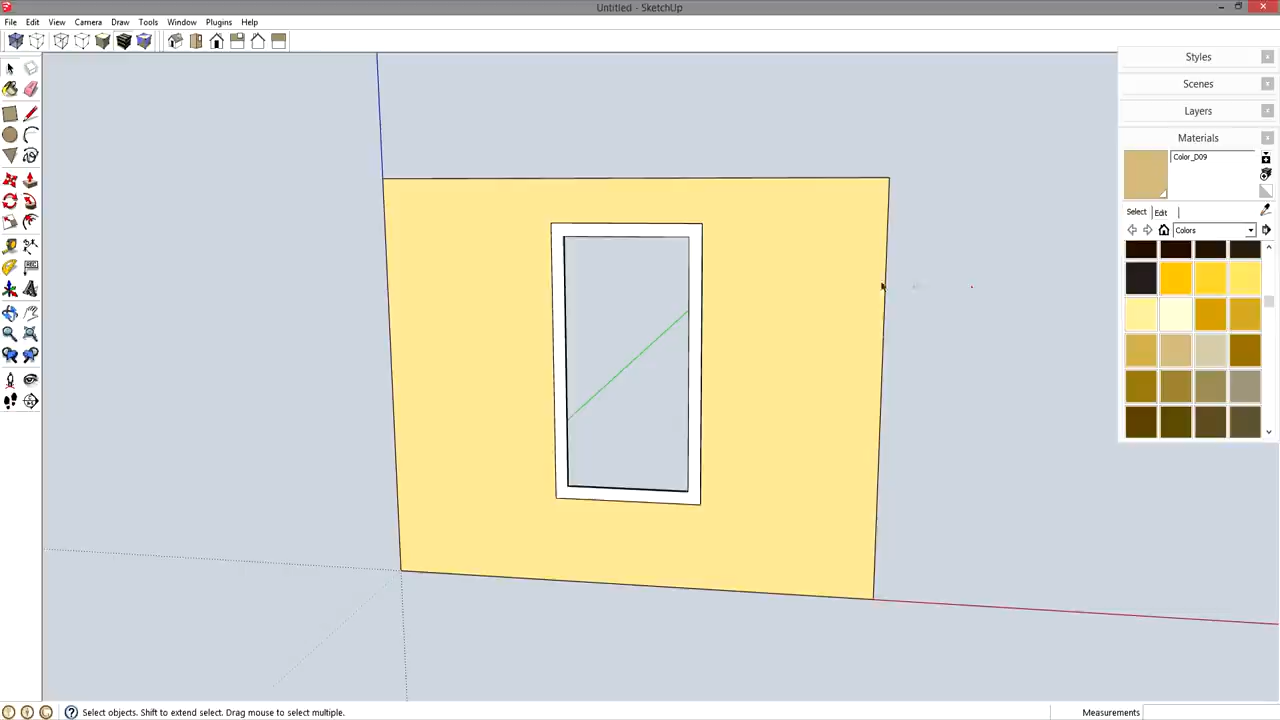 Untitled - SketchUp
File Edit View Camera Draw Tools Window Plugins Help
Styles
Scenes
Layers
Materials
Color_D09
Select Edit
Colors
Select objects. Shift to extend select. Drag mouse to select multiple.
Measurements